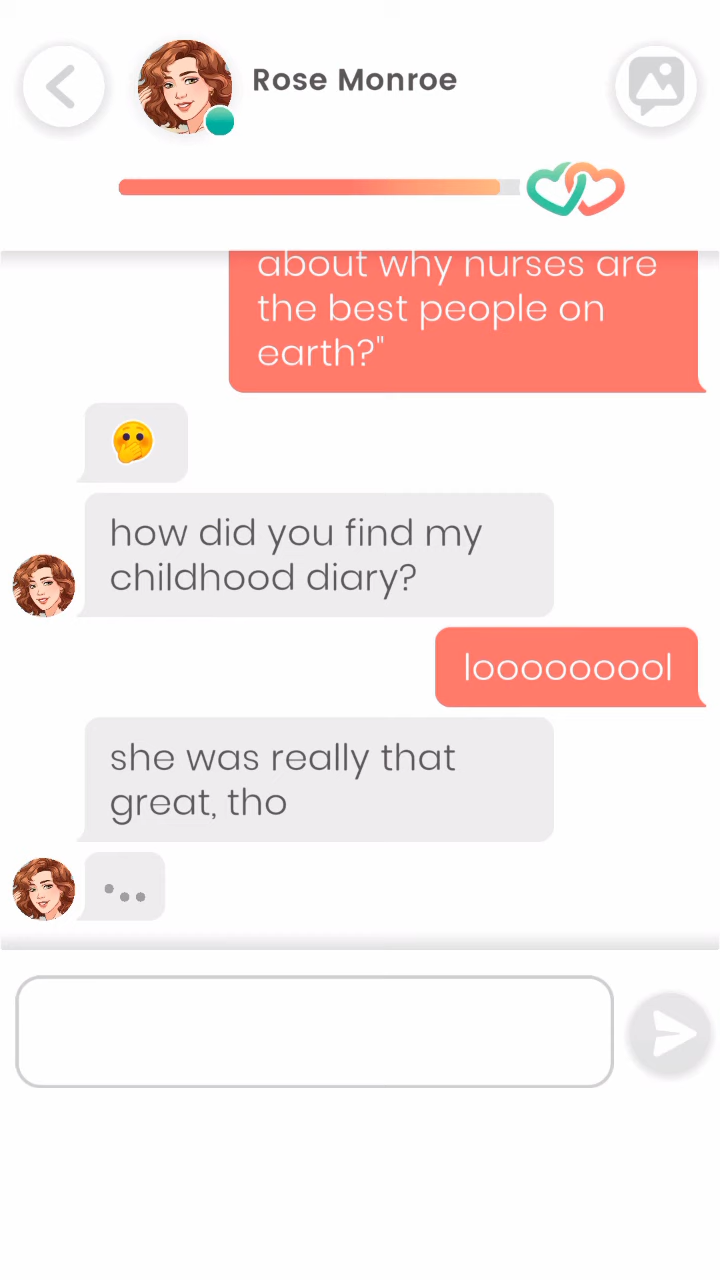 Rose Monroe
about why nurses are
the best people on
earth?"
how did you find my
childhood diary?
looooooool
she was really that
great, tho